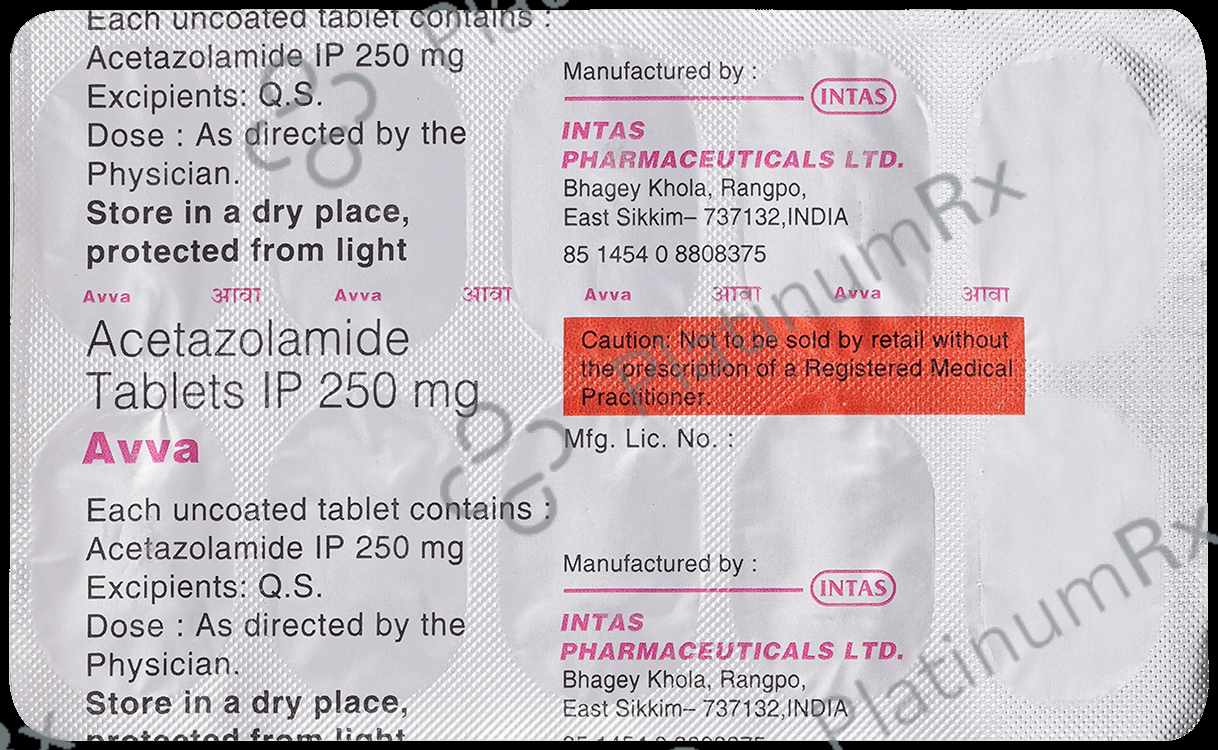 Each uncoated tablet contains :
Acetazolamide IP 250 mg
Excipients: Q.S.
Dose : As directed by the
Physician.
Store in a dry place,
protected from light
Manufactured by :
INTAS
INTAS
PHARMACEUTICALS LTD.
Bhagey Khola, Rangpo,
East Sikkim– 737132,INDIA
85 1454 0 8808375
Avva आवा Avva आवा Avva आवा Avva आवा
Acetazolamide
Tablets IP 250 mg
Avva
Caution: Not to be sold by retail without
the prescription of a Registered Medical
Practitioner.
Mfg. Lic. No. :
Each uncoated tablet contains :
Acetazolamide IP 250 mg
Excipients: Q.S.
Dose : As directed by the
Physician.
Store in a dry place,
protected from light
Manufactured by :
INTAS
INTAS
PHARMACEUTICALS LTD.
Bhagey Khola, Rangpo,
East Sikkim– 737132,INDIA
PlatinumRx
PlatinumRx